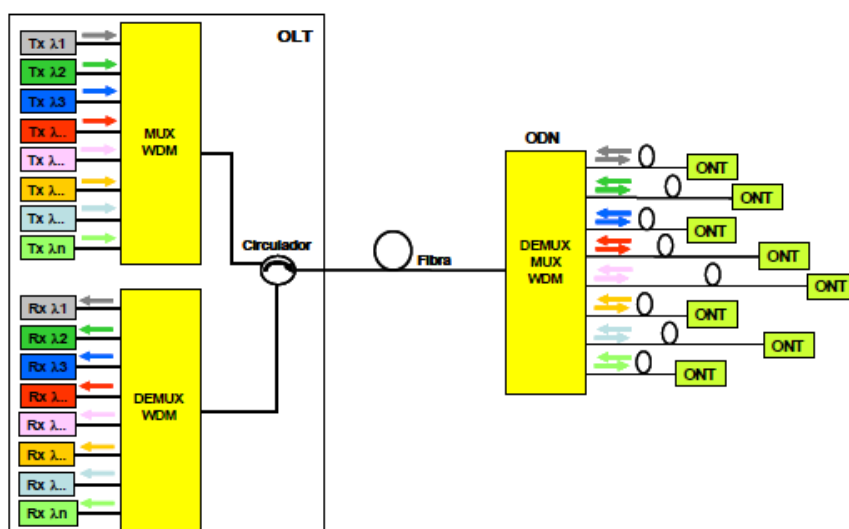 OLT
Tx λ1
Tx λ2
Tx λ3
Tx λ...
Tx λ...
Tx λ...
Tx λ...
Tx λn
MUX
WDM
Circulador
Fibra
Rx λ1
Rx λ2
Rx λ3
Rx λ...
Rx λ...
Rx λ...
Rx λ...
Rx λn
DEMUX
WDM
ODN
DEMUX
MUX
WDM
ONT
ONT
ONT
ONT
ONT
ONT
ONT
ONT